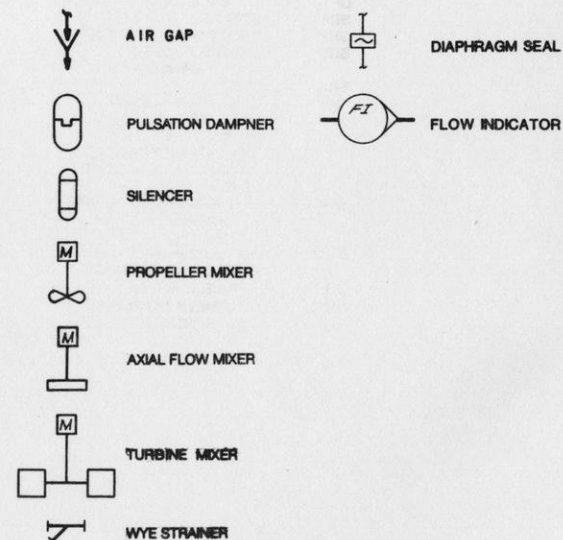 AIR GAP
PULSATION DAMPNER
SILENCER
M
PROPELLER MIXER
M
AXIAL FLOW MIXER
M
TURBINE MIXER
WYE STRAINER
DIAPHRAGM SEAL
FI
FLOW INDICATOR